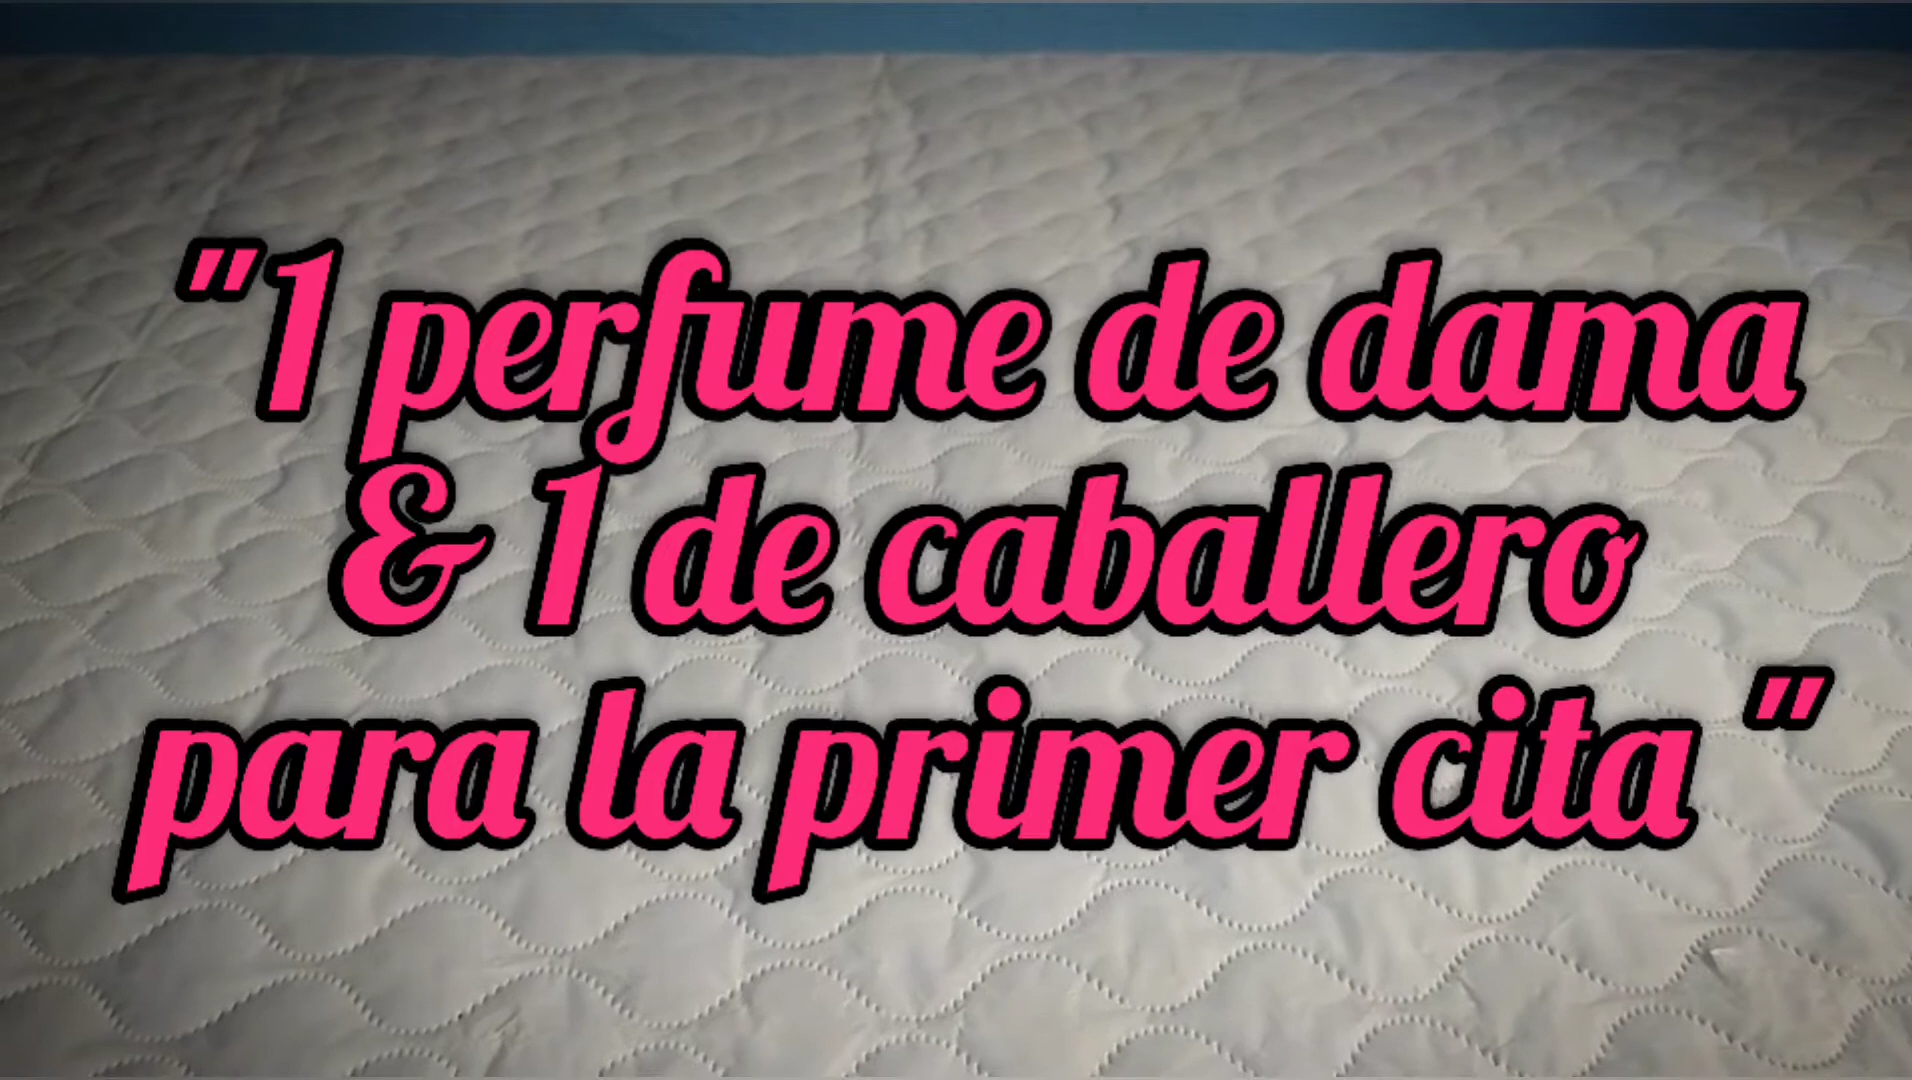 "1 perfume de dama
& 1 de caballero
para la primer cita "